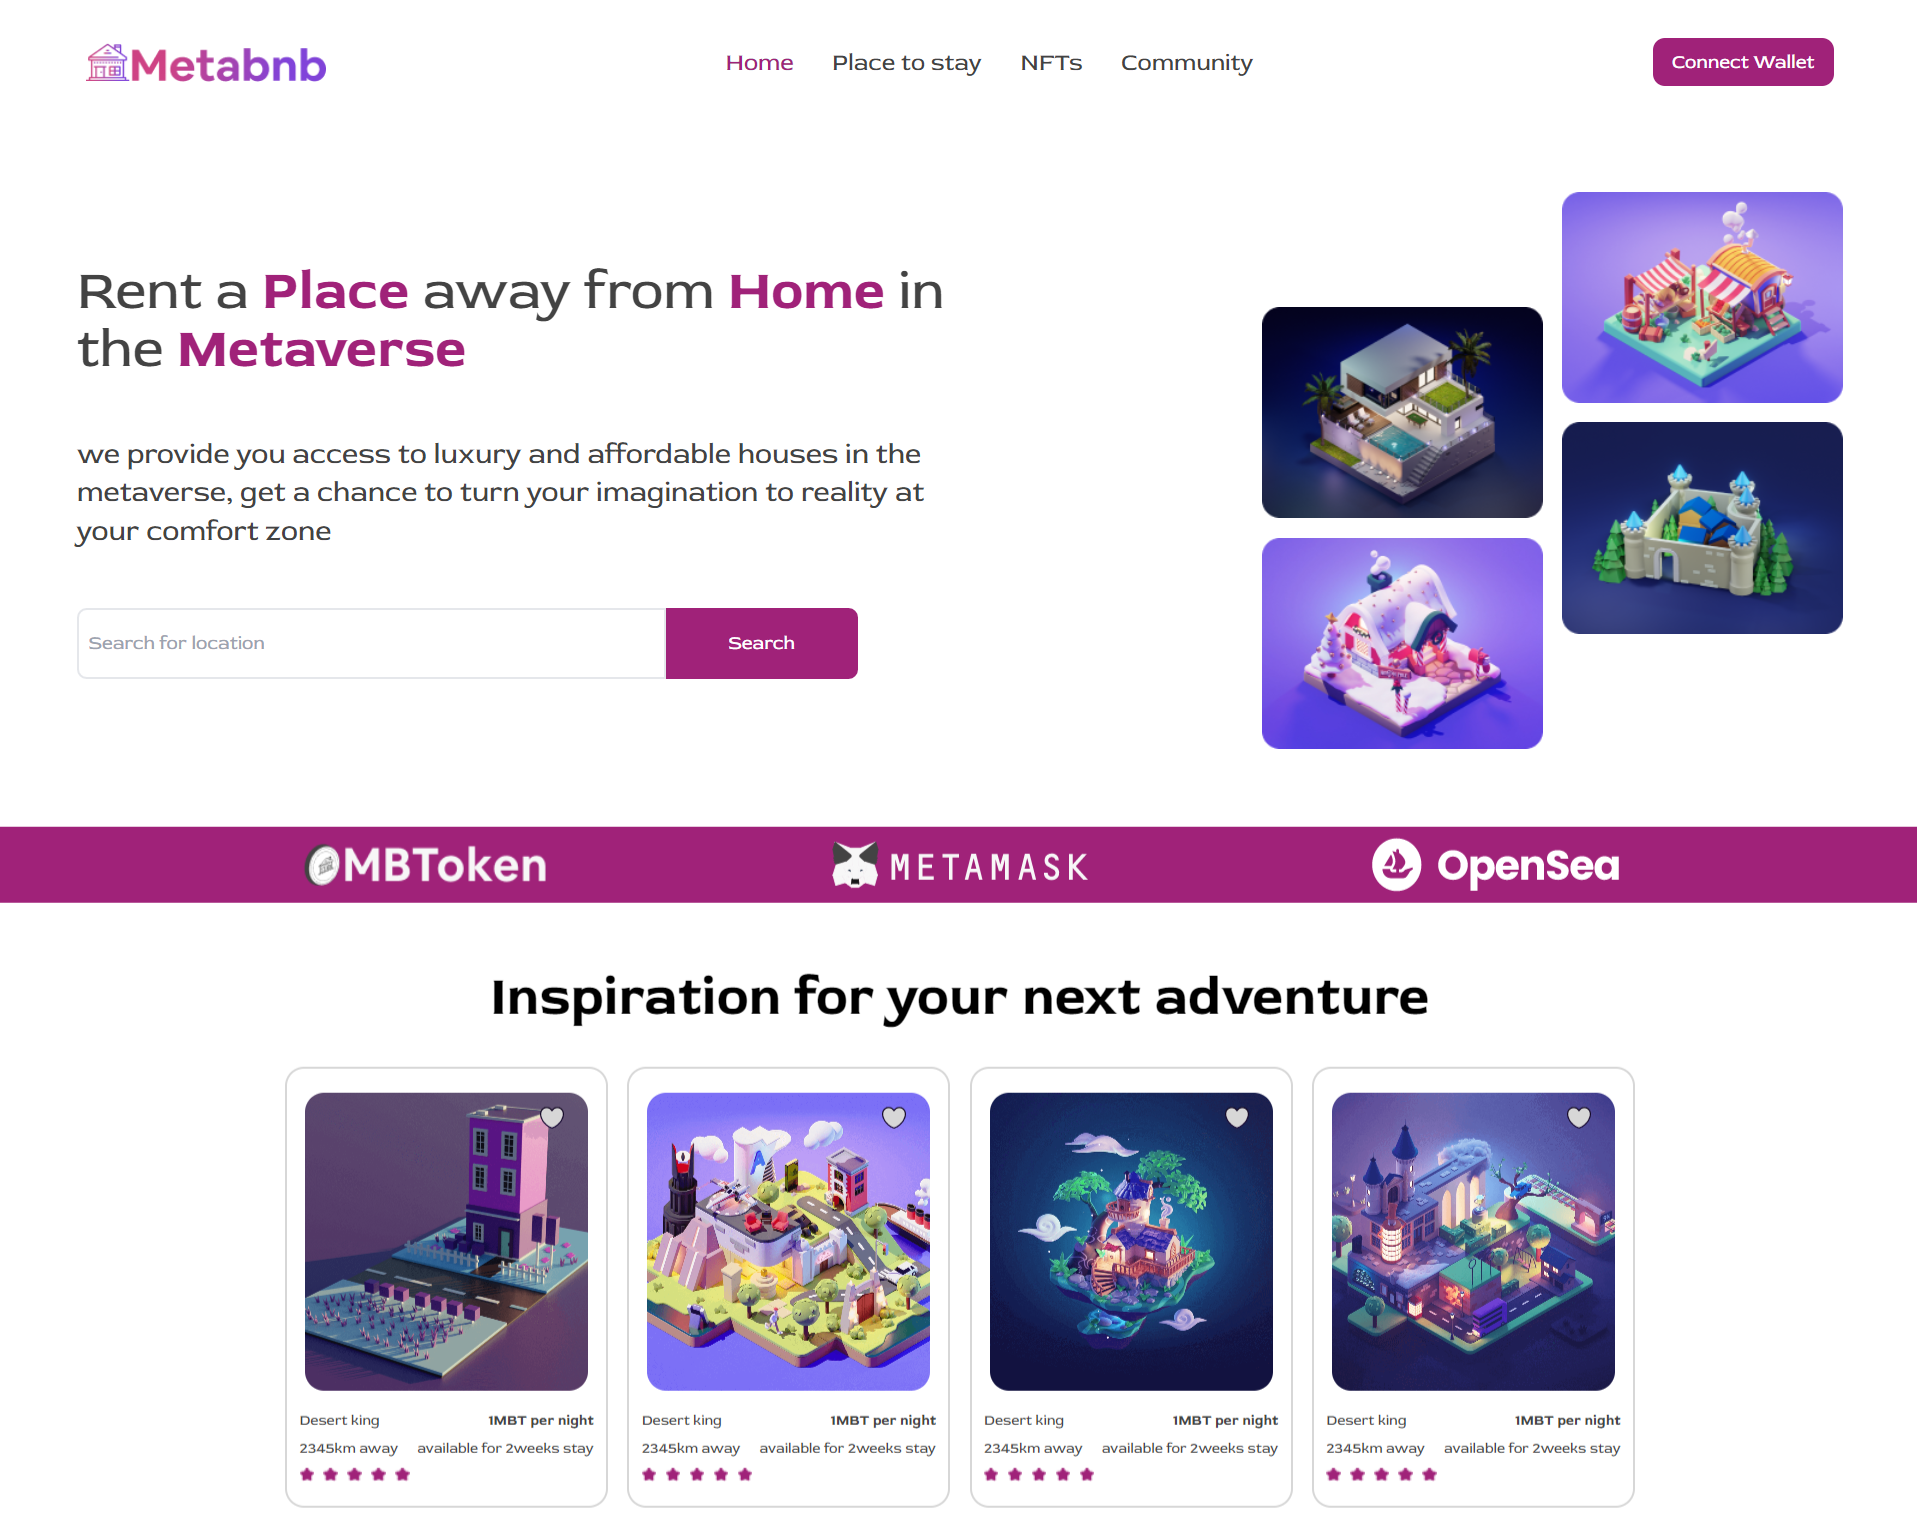 Metabnb
Home
Place to stay
NFTs
Community
Connect Wallet
Rent a Place away from Home in
the Metaverse
we provide you access to luxury and affordable houses in the
metaverse, get a chance to turn your imagination to reality at
your comfort zone
Search for location
Search
MBToken
METAMASK
OpenSea
Inspiration for your next adventure
Desert king 1MBT per night
2345km away available for 2weeks stay
Desert king 1MBT per night
2345km away available for 2weeks stay
Desert king 1MBT per night
2345km away available for 2weeks stay
Desert king 1MBT per night
2345km away available for 2weeks stay